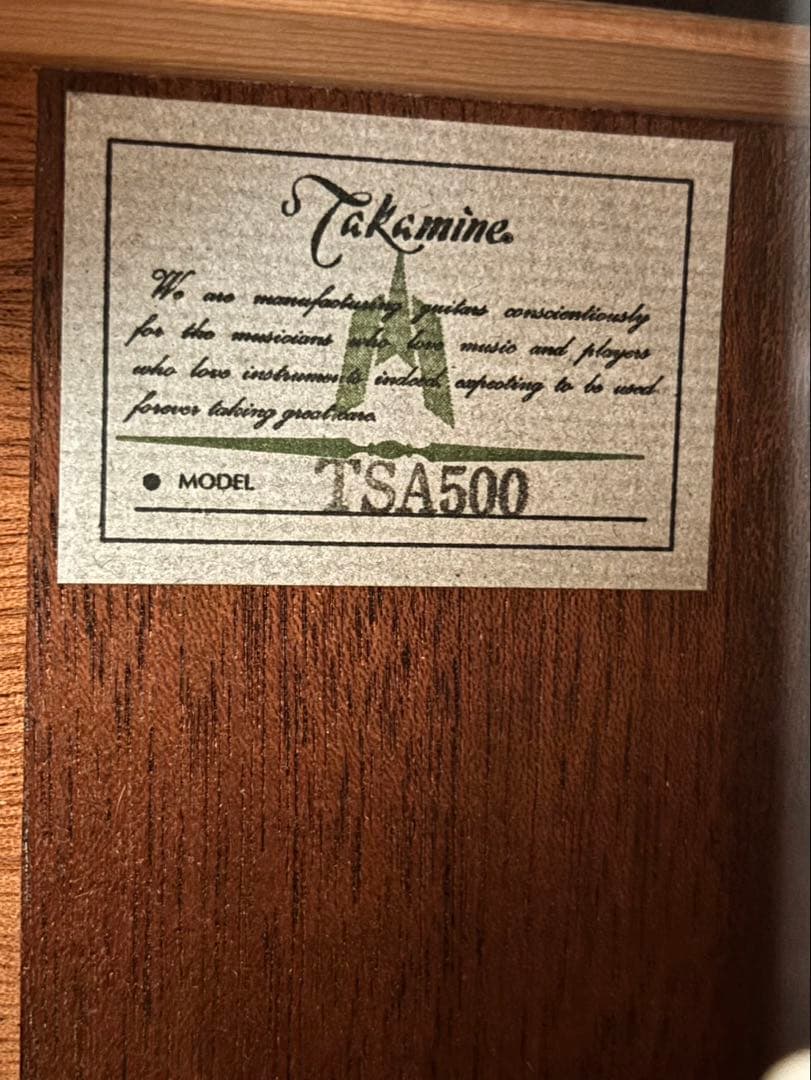 Takamine®
We are manufacturing guitars conscientiously
for the musicians who love music and players
who love instruments indeed expecting to be used
forever taking great care.
● MODEL TSA500